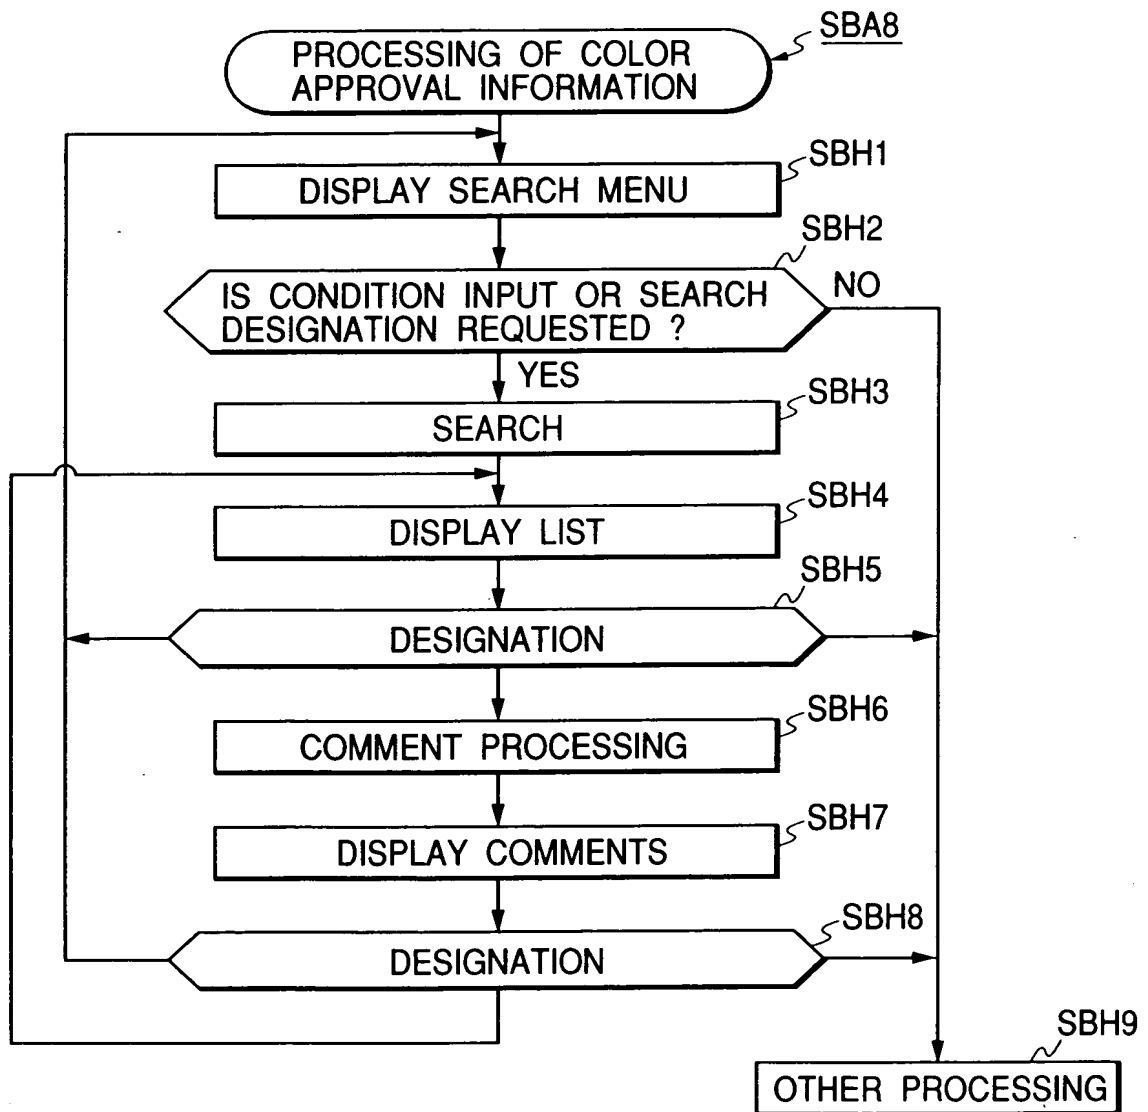 SBA8
PROCESSING OF COLOR
APPROVAL INFORMATION
SBH1
DISPLAY SEARCH MENU
SBH2
IS CONDITION INPUT OR SEARCH
DESIGNATION REQUESTED ?
NO
YES
SBH3
SEARCH
SBH4
DISPLAY LIST
SBH5
DESIGNATION
SBH6
COMMENT PROCESSING
SBH7
DISPLAY COMMENTS
SBH8
DESIGNATION
SBH9
OTHER PROCESSING